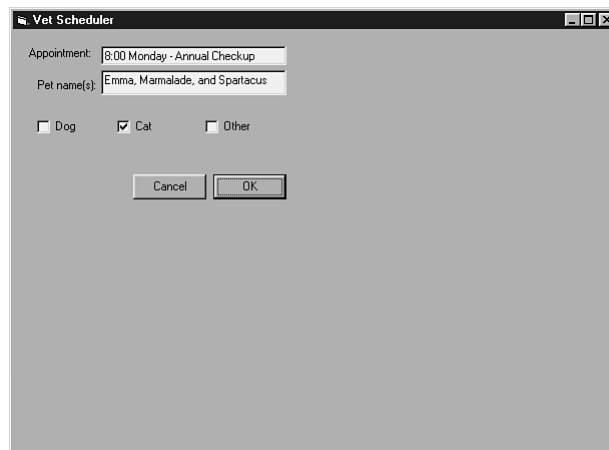 Vet Scheduler
Appointment: 8:00 Monday - Annual Checkup
Pet name(s): Emma, Marmalade, and Spartacus
Dog Cat Other
Cancel OK